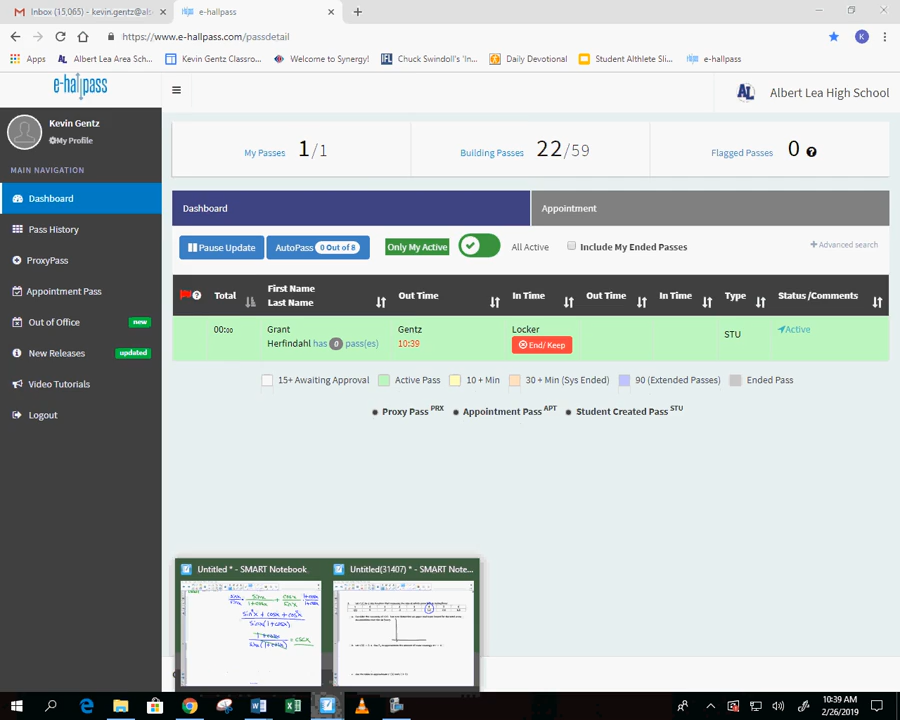 Inbox (15,065) - kevin.gentz@als
e-hallpass
https://www.e-hallpass.com/passdetail
K
Apps
Albert Lea Area Sch...
Kevin Gentz Classro...
Welcome to Synergy!
Chuck Swindoll's 'In...
Daily Devotional
Student Althlete Sli...
e-hallpass
e-hallpass
AL
Albert Lea High School
Kevin Gentz
My Profile
MAIN NAVIGATION
Dashboard
Pass History
ProxyPass
Appointment Pass
Out of Office new
New Releases updated
Video Tutorials
Logout
My Passes 1/1
Building Passes 22/59
Flagged Passes 0
Dashboard
Appointment
Pause Update
AutoPass 0 Out of 8
Only My Active
All Active
Include My Ended Passes
+ Advanced search
Total
First Name
Last Name
Out Time
In Time
Out Time
In Time
Type
Status /Comments
00:00
Grant
Herfindahl has 0 pass(es)
Gentz
10:39
Locker
End/ Keep
STU
Active
15+ Awaiting Approval
Active Pass
10 + Min
30 + Min (Sys Ended)
90 (Extended Passes)
Ended Pass
Proxy Pass PRX
Appointment Pass APT
Student Created Pass STU
Untitled * - SMART Notebook
Untitled(31407) * - SMART Note...
10:39 AM
2/26/2019